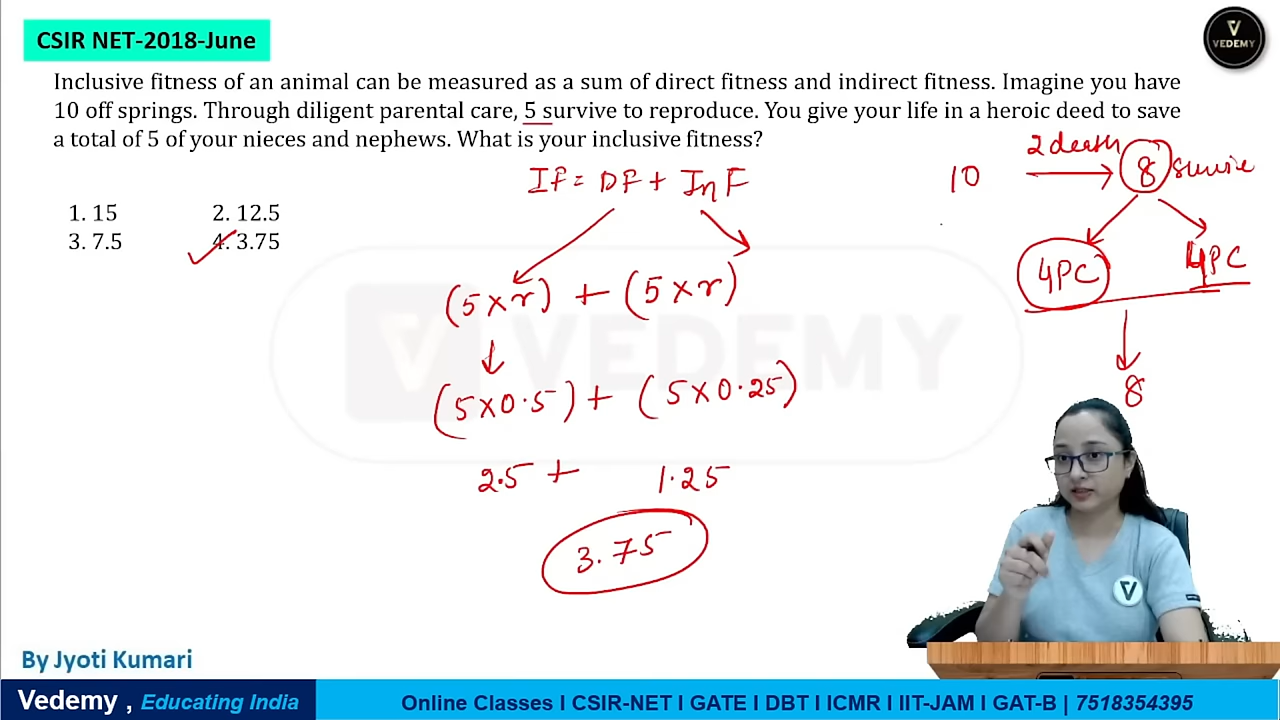 CSIR NET-2018-June
VEDEMY
Inclusive fitness of an animal can be measured as a sum of direct fitness and indirect fitness. Imagine you have
10 off springs. Through diligent parental care, 5 survive to reproduce. You give your life in a heroic deed to save
a total of 5 of your nieces and nephews. What is your inclusive fitness?
1. 15 2. 12.5
3. 7.5 4. 3.75
IF = DF + InF
(5×r) + (5×r)
(5×0.5) + (5×0.25)
2.5 + 1.25
3.75
10 2 death 8 survive
4PC 4PC
8
VEDEMY
By Jyoti Kumari
Vedemy , Educating India
Online Classes I CSIR-NET I GATE I DBT I ICMR I IIT-JAM I GAT-B | 7518354395